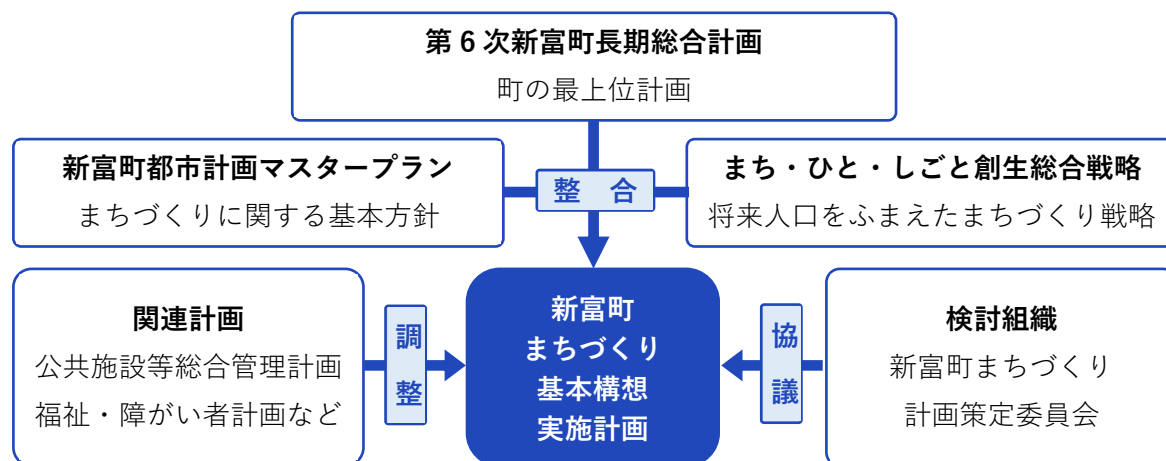 第6次新富町長期総合計画
町の最上位計画
新富町都市計画マスタープラン
まちづくりに関する基本方針
整 合
まち・ひと・しごと創生総合戦略
将来人口をふまえたまちづくり戦略
関連計画
公共施設等総合管理計画
福祉・障がい者計画など
調整
新富町
まちづくり
基本構想
実施計画
協議
検討組織
新富町まちづくり
計画策定委員会